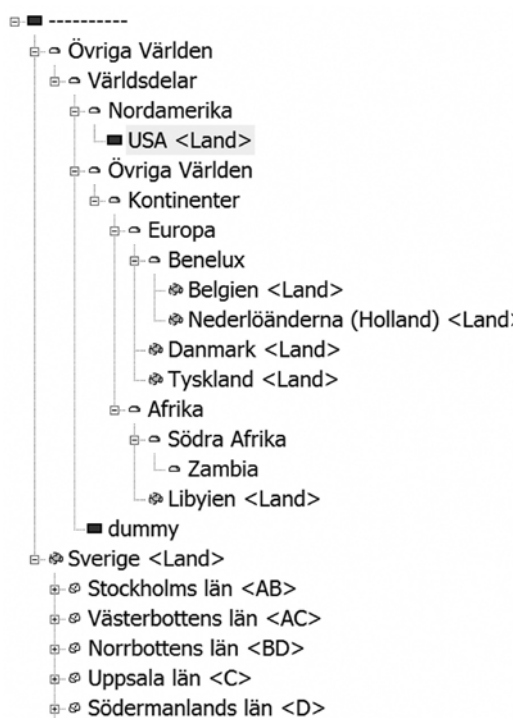 -----------
Övriga Världen
Världsdelar
Nordamerika
USA <Land>
Övriga Världen
Kontinenter
Europa
Benelux
Belgien <Land>
Nederlöänderna (Holland) <Land>
Danmark <Land>
Tyskland <Land>
Afrika
Södra Afrika
Zambia
Libyien <Land>
dummy
Sverige <Land>
Stockholms län <AB>
Västerbottens län <AC>
Norrbottens län <BD>
Uppsala län <C>
Södermanlands län <D>